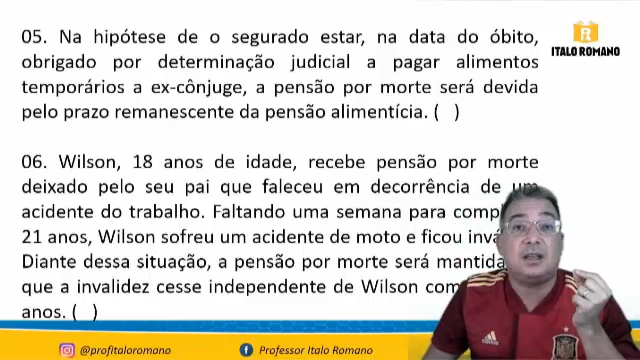 05. Na hipótese de o segurado estar, na data do óbito,
obrigado por determinação judicial a pagar alimentos
temporários a ex-cônjuge, a pensão por morte será devida
pelo prazo remanescente da pensão alimentícia. ( )
ITALO ROMANO
06. Wilson, 18 anos de idade, recebe pensão por morte
deixado pelo seu pai que faleceu em decorrência de um
acidente do trabalho. Faltando uma semana para
21 anos, Wilson sofreu um acidente de moto e ficou
Diante dessa situação, a pensão por morte será
que a invalidez cesse independente de Wilson
anos. ( )
adidas
@profitaloromano
Professor Italo Romano